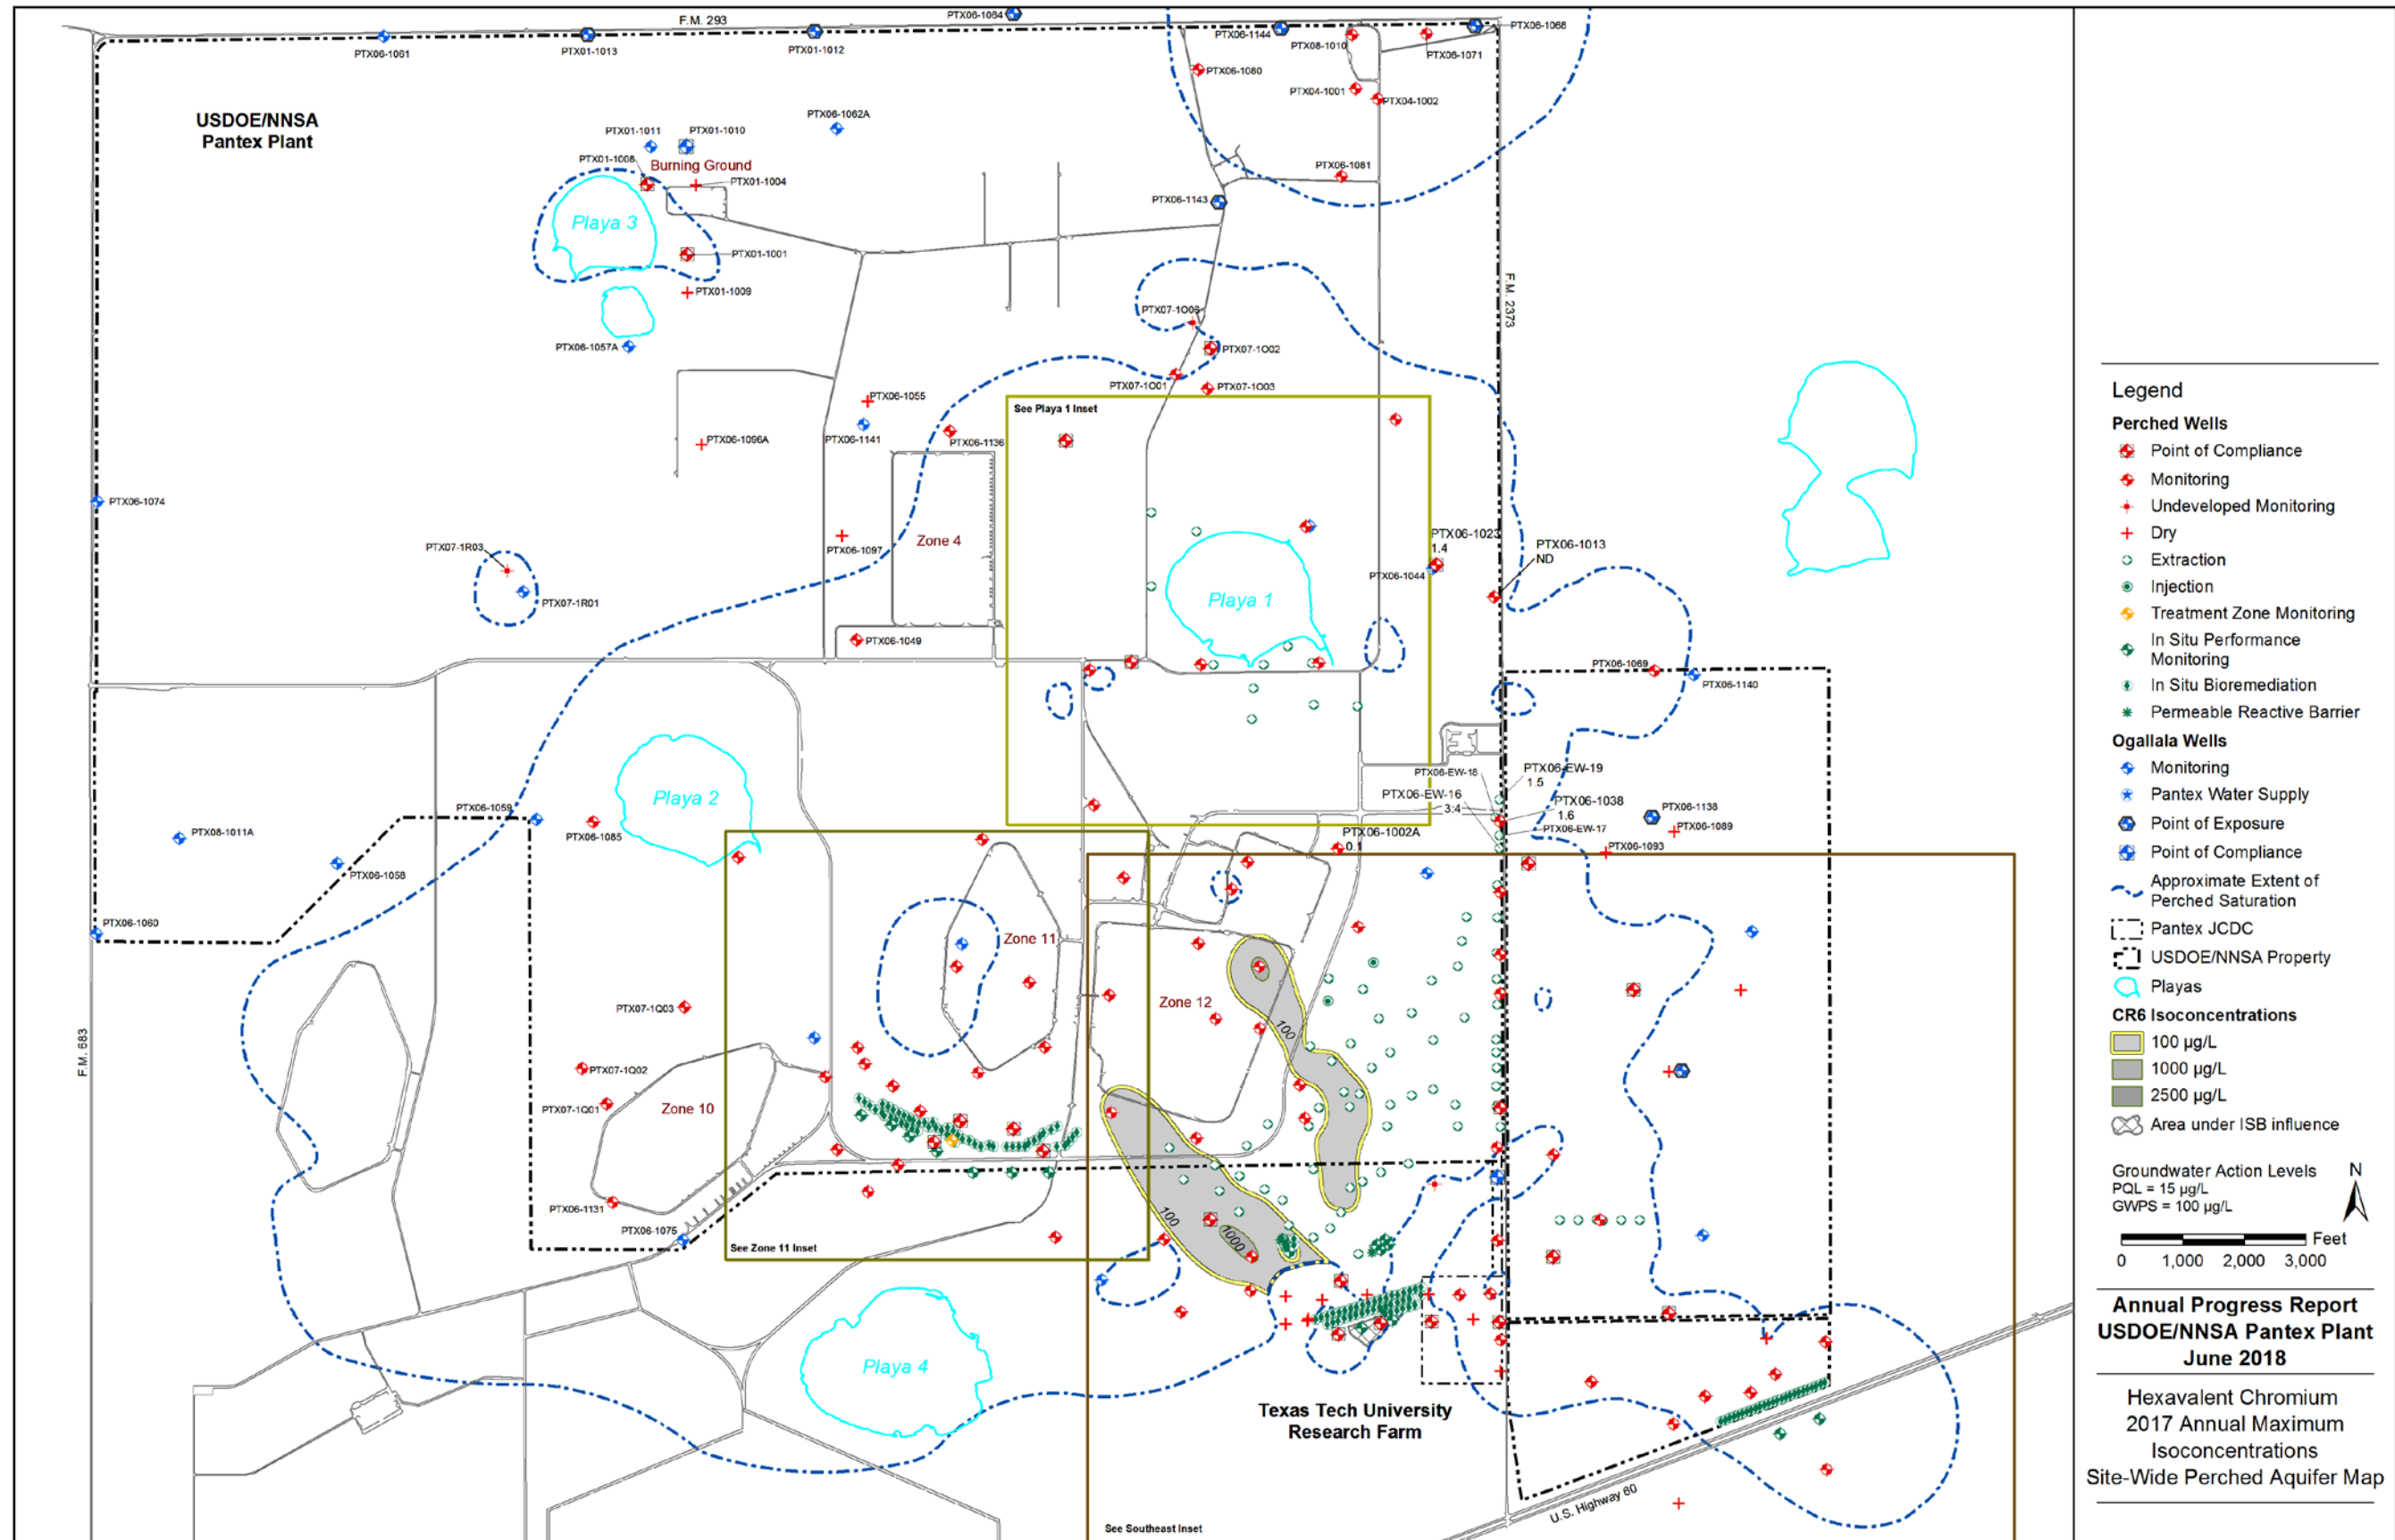 F.M. 293
PTX06-1064
PTX06-1061
PTX01-1013
PTX01-1012
PTX06-1144
PTX08-1010
PTX06-1068
PTX06-1071
PTX06-1080
PTX04-1001
PTX04-1002
USDOE/NNSA
Pantex Plant
PTX06-1062A
PTX01-1011
PTX01-1010
PTX01-1008
Burning Ground
PTX01-1004
PTX06-1081
PTX06-1143
Playa 3
PTX01-1001
PTX01-1009
PTX06-1057A
F.M. 2373
PTX07-1O06
PTX07-1O02
PTX07-1O01
PTX07-1O03
PTX06-1055
PTX06-1141
PTX06-1136
PTX06-1096A
See Playa 1 Inset
PTX06-1074
PTX06-1097
Zone 4
PTX07-1R03
PTX07-1R01
PTX06-1023
1.4
PTX06-1044
PTX06-1013
ND
Playa 1
PTX06-1049
PTX06-1069
PTX06-1140
Playa 2
PTX06-1059
PTX06-1085
PTX08-1011A
PTX06-1058
PTX06-1060
PTX06-EW-18
PTX06-EW-19
1.5
PTX06-EW-16
3.4
PTX06-1038
1.6
PTX06-EW-17
PTX06-1138
PTX06-1089
PTX06-1093
PTX06-1002A
0.1
Zone 11
Zone 12
100
PTX07-1Q03
PTX07-1Q02
PTX07-1Q01
Zone 10
F.M. 683
PTX06-1131
PTX06-1075
See Zone 11 Inset
100
1000
Playa 4
Texas Tech University
Research Farm
See Southeast Inset
U.S. Highway 60
Legend
Perched Wells
Point of Compliance
Monitoring
Undeveloped Monitoring
Dry
Extraction
Injection
Treatment Zone Monitoring
In Situ Performance
Monitoring
In Situ Bioremediation
Permeable Reactive Barrier
Ogallala Wells
Monitoring
Pantex Water Supply
Point of Exposure
Point of Compliance
Approximate Extent of
Perched Saturation
Pantex JCDC
USDOE/NNSA Property
Playas
CR6 Isoconcentrations
100 µg/L
1000 µg/L
2500 µg/L
Area under ISB influence
Groundwater Action Levels
PQL = 15 µg/L
GWPS = 100 µg/L
N
Feet
0 1,000 2,000 3,000
Annual Progress Report
USDOE/NNSA Pantex Plant
June 2018
Hexavalent Chromium
2017 Annual Maximum
Isoconcentrations
Site-Wide Perched Aquifer Map